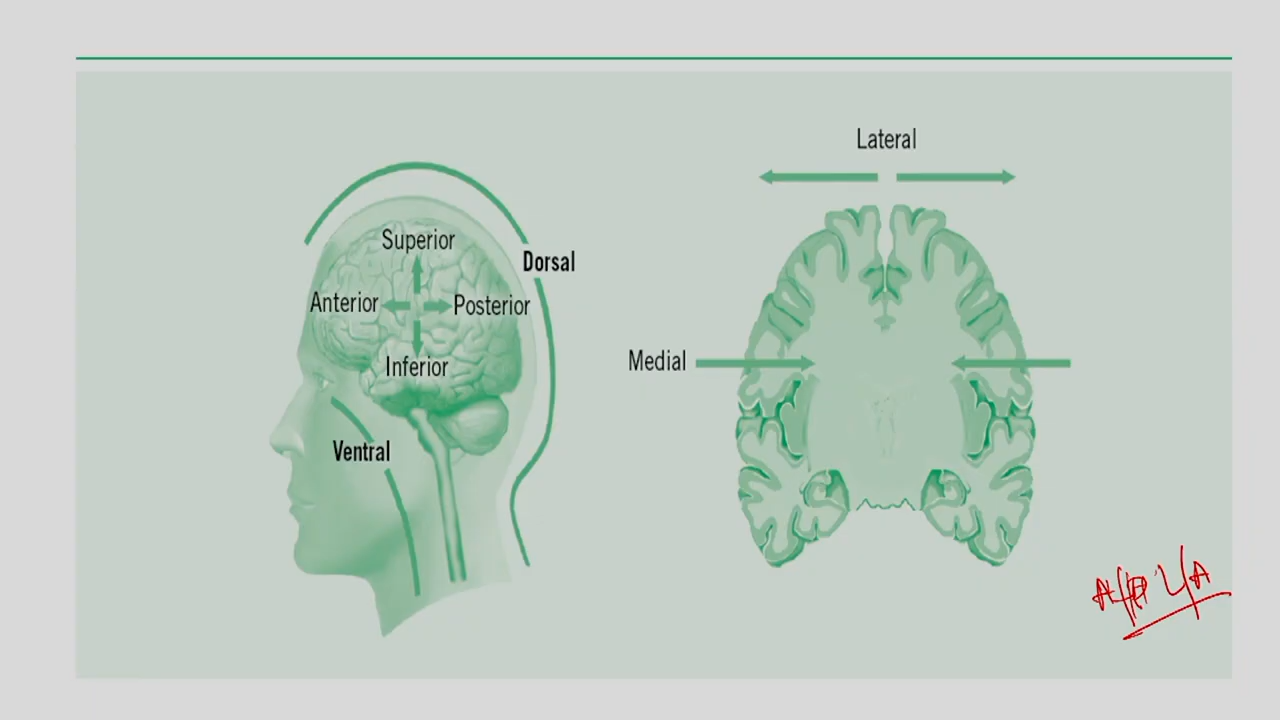 Lateral
Superior
Dorsal
Anterior
Posterior
Inferior
Medial
Ventral